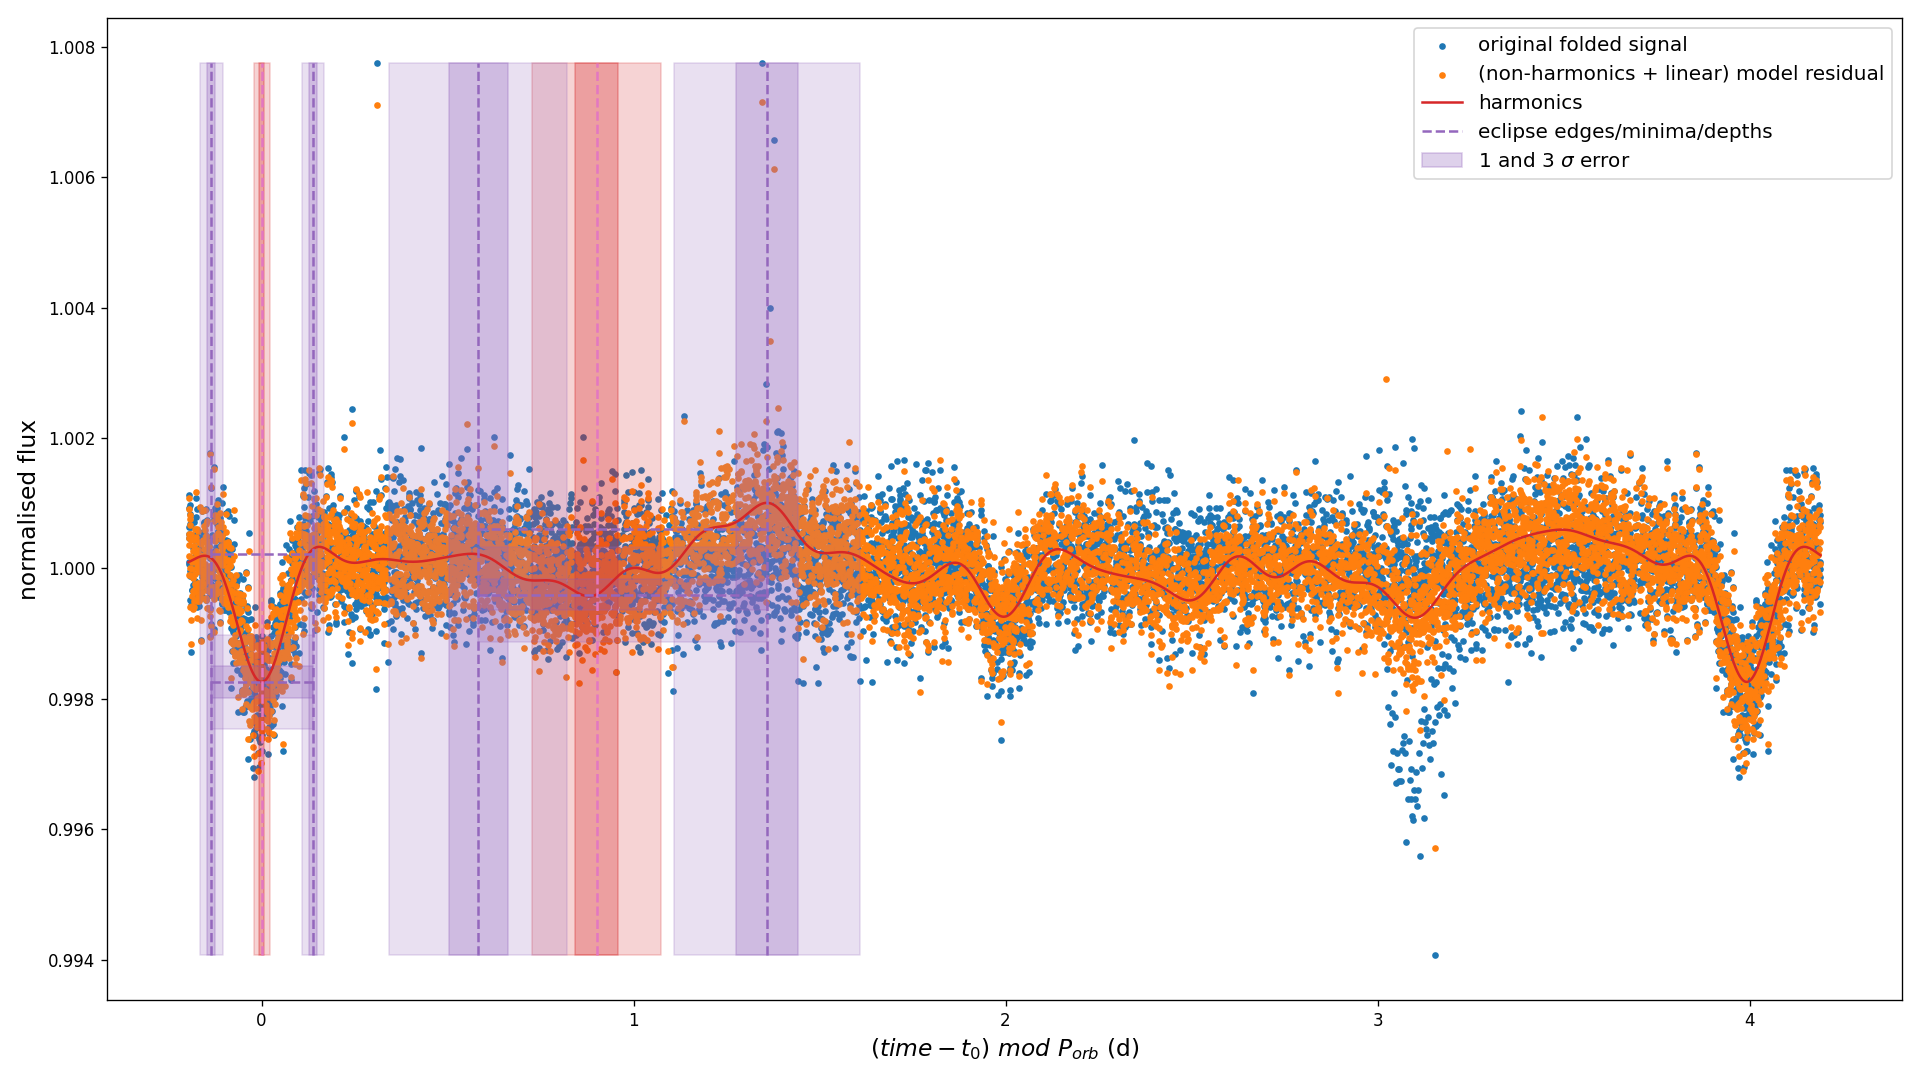 1.008
1.006
1.004
1.002
1.000
0.998
0.996
0.994
normalised flux
0
1
2
3
4
(time − t₀) mod P_orb (d)
original folded signal
(non-harmonics + linear) model residual
harmonics
eclipse edges/minima/depths
1 and 3 σ error